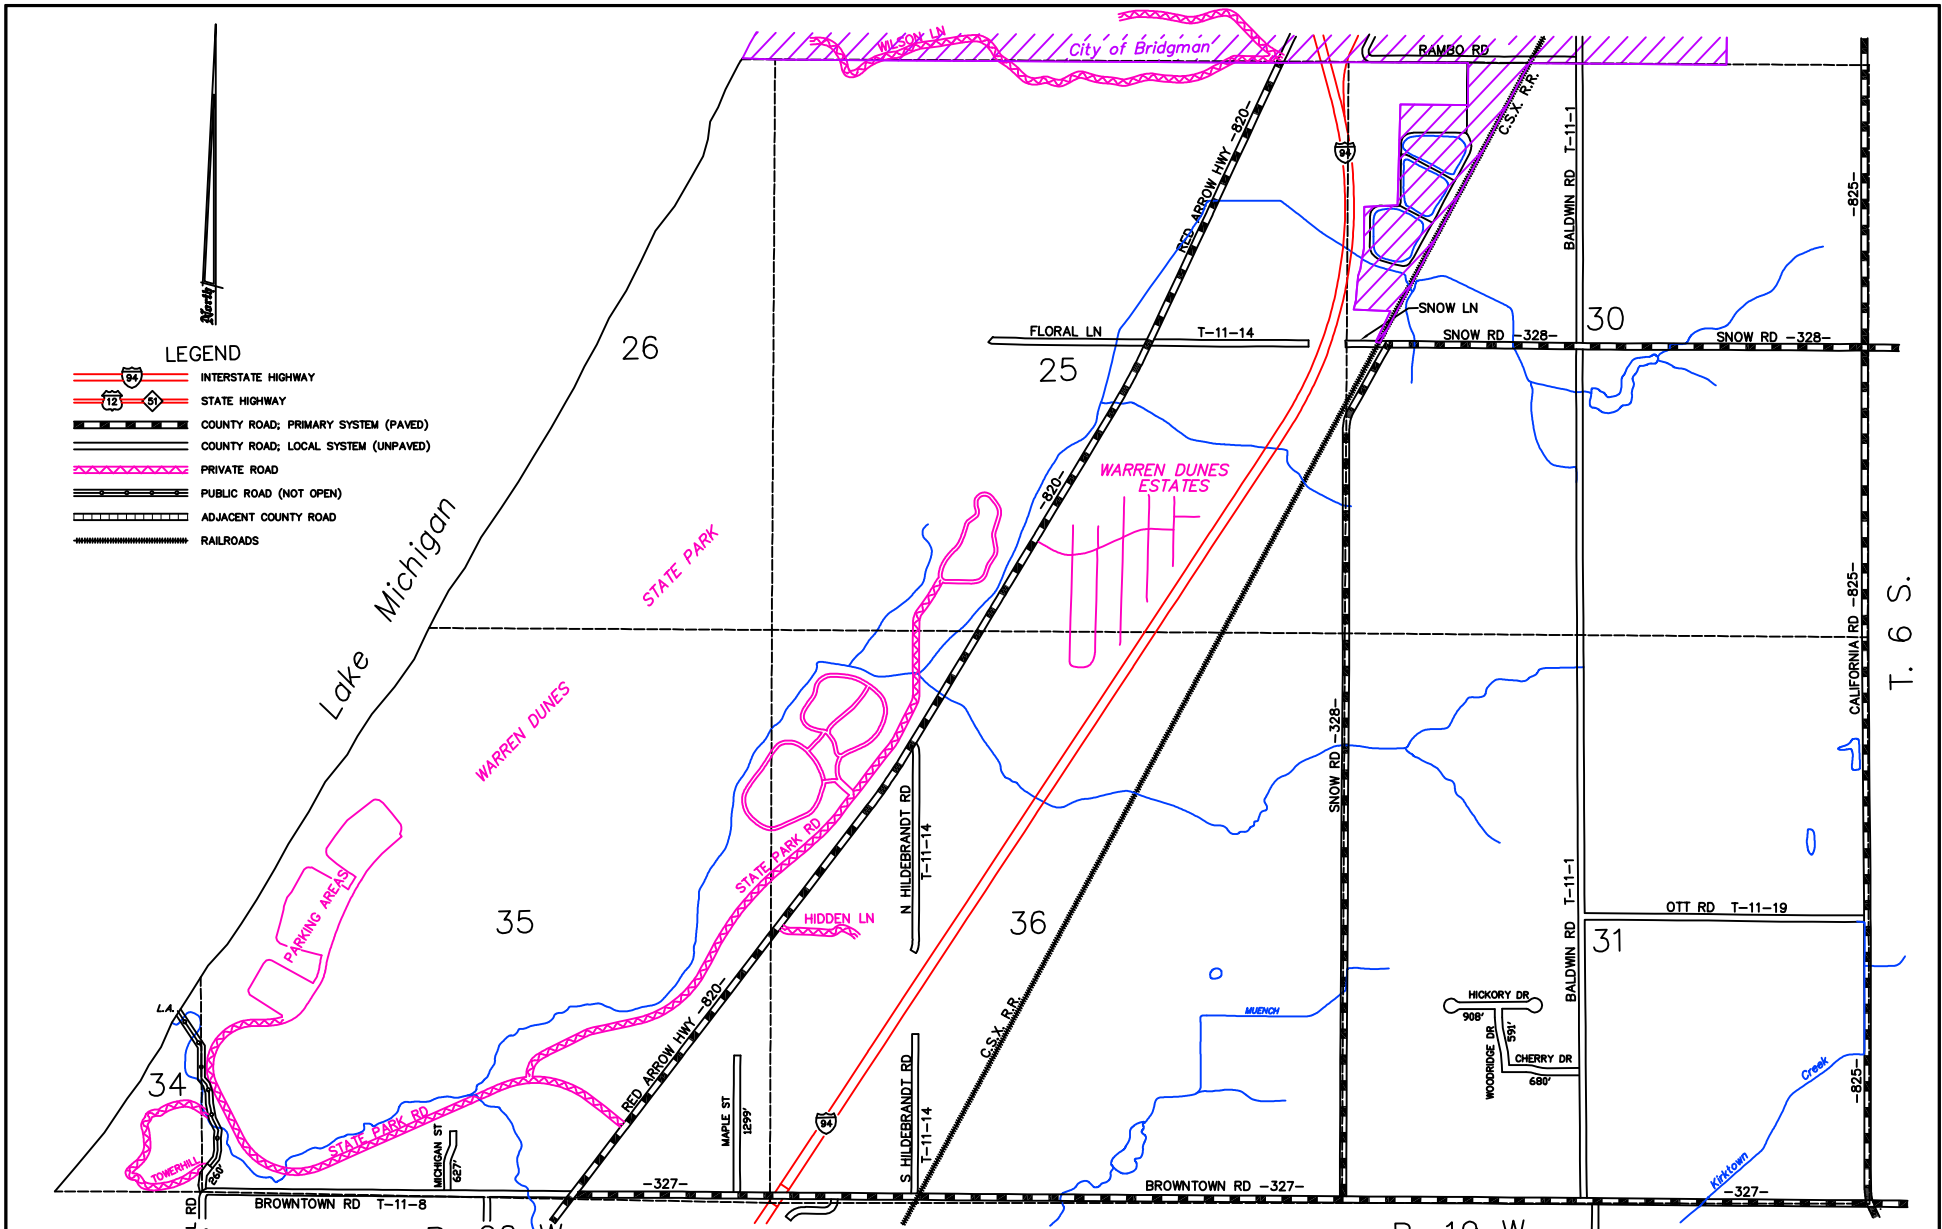 WILSON LN
City of Bridgman
RAMBO RD
C.S.X. R.R.
RED ARROW HWY -820-
94
BALDWIN RD T-11-1
-825-
North
SNOW LN
30
FLORAL LN T-11-14
SNOW RD -328-
SNOW RD -328-
26
25
LEGEND
94 INTERSTATE HIGHWAY
12 51 STATE HIGHWAY
COUNTY ROAD; PRIMARY SYSTEM (PAVED)
COUNTY ROAD; LOCAL SYSTEM (UNPAVED)
PRIVATE ROAD
PUBLIC ROAD (NOT OPEN)
ADJACENT COUNTY ROAD
RAILROADS
WARREN DUNES
ESTATES
-820-
Lake Michigan
STATE PARK
WARREN DUNES
CALIFORNIA RD -825-
T. 6 S.
SNOW RD -328-
N HILDEBRANDT RD
T-11-14
STATE PARK RD
HIDDEN LN
PARKING AREAS
35
36
BALDWIN RD T-11-1
OTT RD T-11-19
31
L.A.
RED ARROW HWY -820-
C.S.X. R.R.
MUENCH
HICKORY DR
908'
WOODRIDGE DR
591'
CHERRY DR
680'
Creek
Kirktown
-825-
34
TOWERHILL
260'
STATE PARK RD
MICHIGAN ST
627'
MAPLE ST
1299'
94
S HILDEBRANDT RD
T-11-14
BROWNTOWN RD T-11-8
-327-
BROWNTOWN RD -327-
-327-